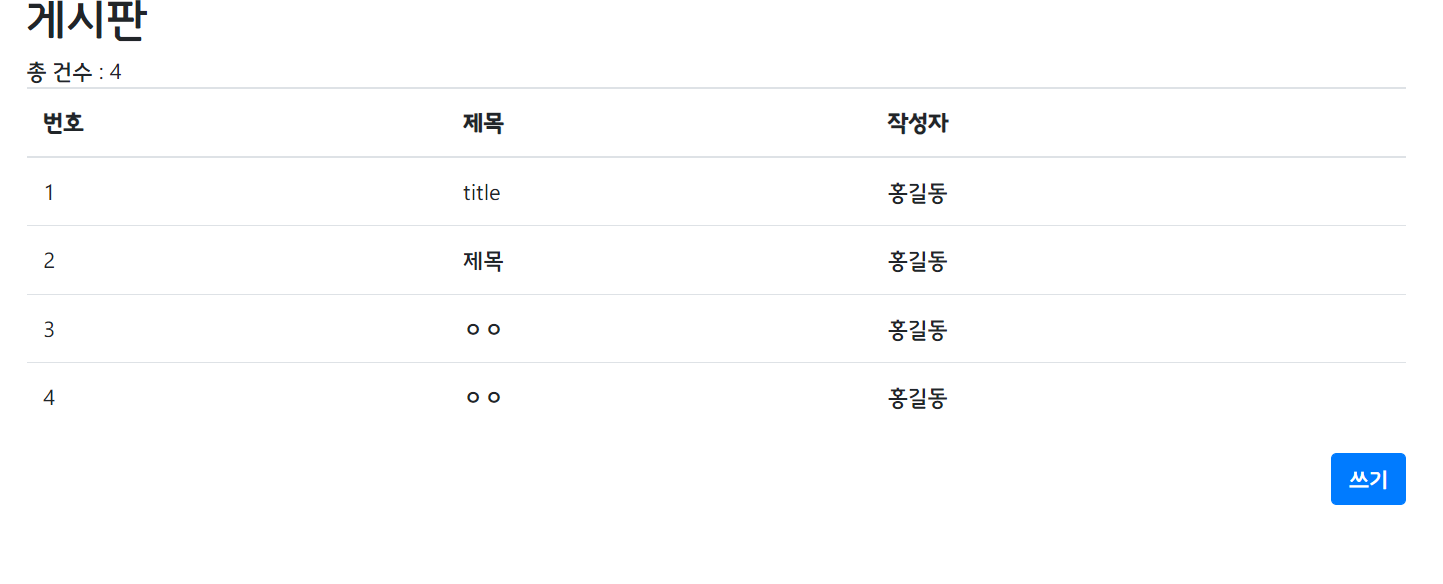 게시판
총 건수 : 4
번호 제목 작성자
1 title 홍길동
2 제목 홍길동
3 ㅇㅇ 홍길동
4 ㅇㅇ 홍길동
쓰기